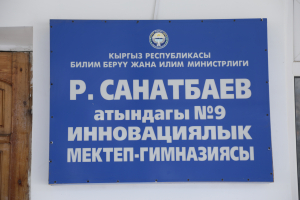 КЫРГЫЗ РЕСПУБЛИКАСЫ
БИЛИМ БЕРҮҮ ЖАНА ИЛИМ МИНИСТРЛИГИ
Р. САНАТБАЕВ
атындагы №9
ИННОВАЦИЯЛЫК
МЕКТЕП-ГИМНАЗИЯСЫ